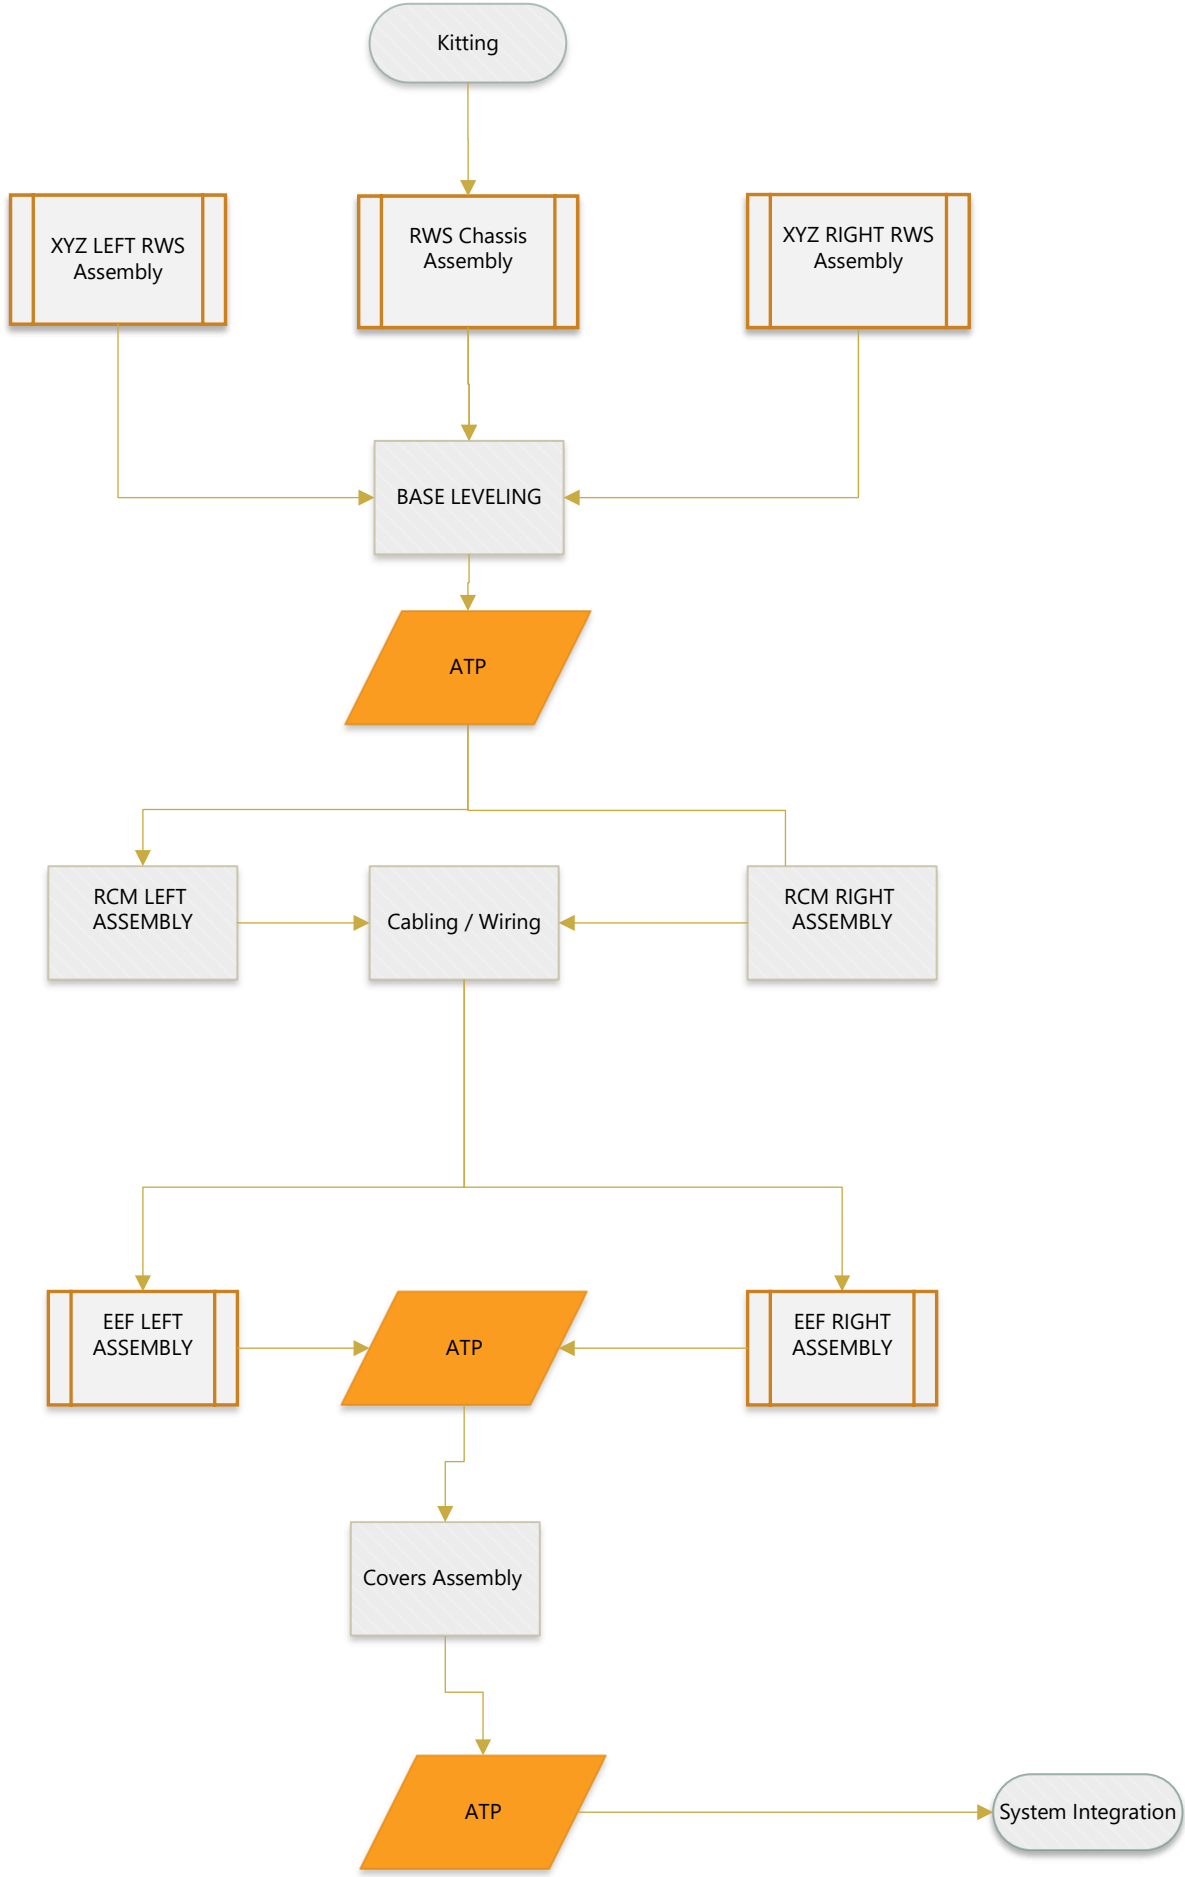 Kitting
XYZ LEFT RWS
Assembly
RWS Chassis
Assembly
XYZ RIGHT RWS
Assembly
BASE LEVELING
ATP
RCM LEFT
ASSEMBLY
Cabling / Wiring
RCM RIGHT
ASSEMBLY
EEF LEFT
ASSEMBLY
ATP
EEF RIGHT
ASSEMBLY
Covers Assembly
ATP
System Integration